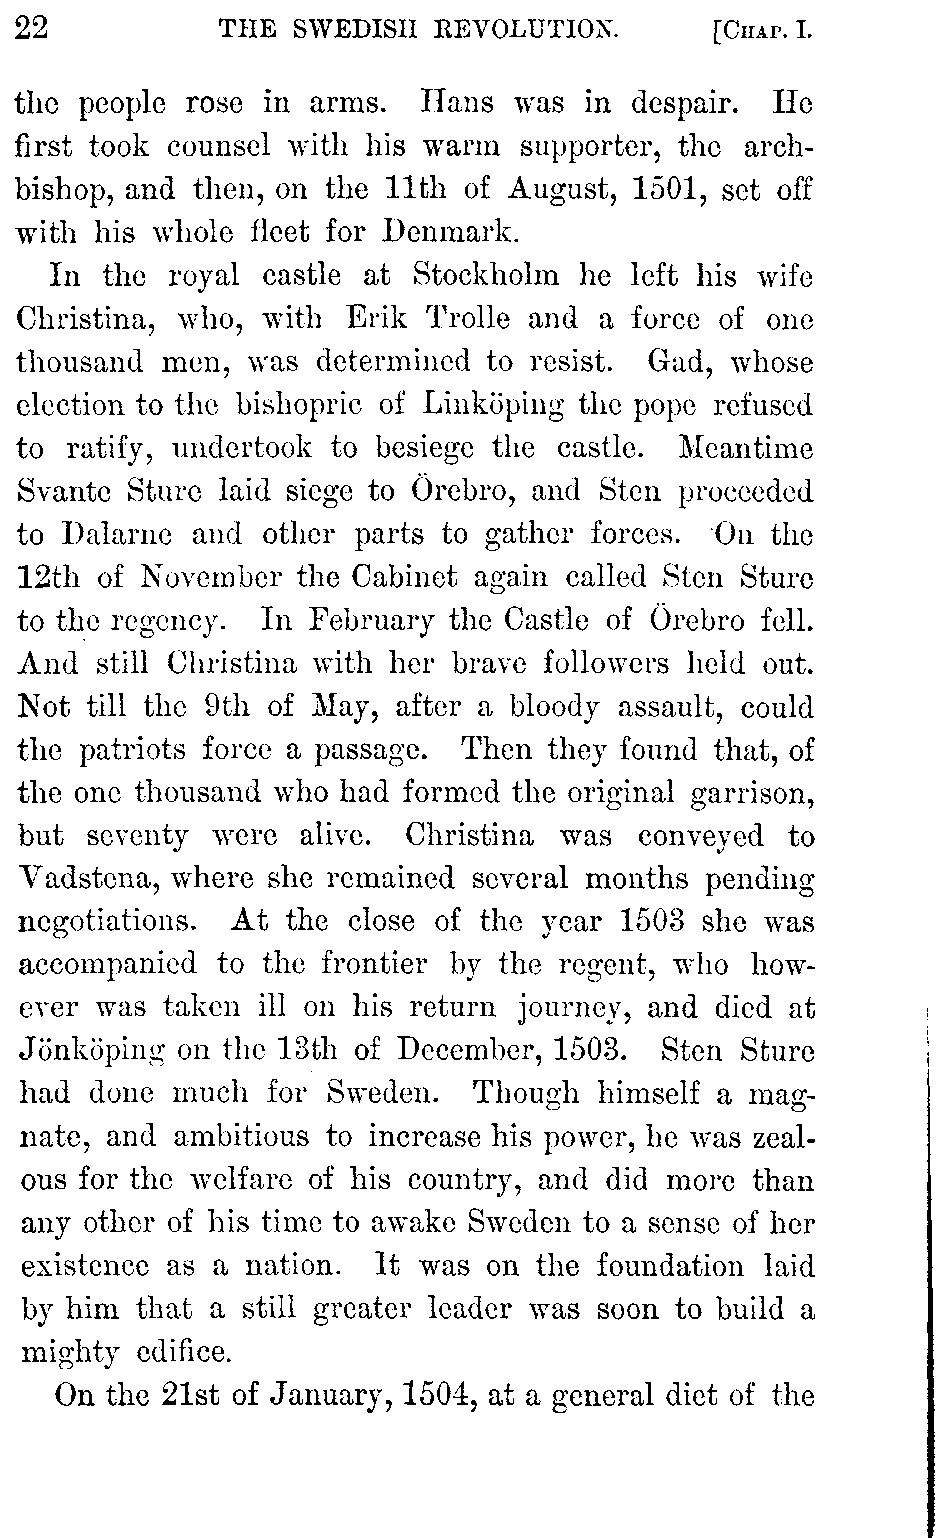 22 THE SWEDISH REVOLUTION. [CHAP. I.
the people rose in arms. Hans was in despair. He
first took counsel with his warm supporter, the arch-
bishop, and then, on the 11th of August, 1501, set off
with his whole fleet for Denmark.
In the royal castle at Stockholm he left his wife
Christina, who, with Erik Trolle and a force of one
thousand men, was determined to resist. Gad, whose
election to the bishopric of Linköping the pope refused
to ratify, undertook to besiege the castle. Meantime
Svante Sture laid siege to Örebro, and Sten proceeded
to Dalarne and other parts to gather forces. On the
12th of November the Cabinet again called Sten Sture
to the regency. In February the Castle of Örebro fell.
And still Christina with her brave followers held out.
Not till the 9th of May, after a bloody assault, could
the patriots force a passage. Then they found that, of
the one thousand who had formed the original garrison,
but seventy were alive. Christina was conveyed to
Vadstena, where she remained several months pending
negotiations. At the close of the year 1503 she was
accompanied to the frontier by the regent, who how-
ever was taken ill on his return journey, and died at
Jönköping on the 13th of December, 1503. Sten Sture
had done much for Sweden. Though himself a mag-
nate, and ambitious to increase his power, he was zeal-
ous for the welfare of his country, and did more than
any other of his time to awake Sweden to a sense of her
existence as a nation. It was on the foundation laid
by him that a still greater leader was soon to build a
mighty edifice.
On the 21st of January, 1504, at a general diet of the